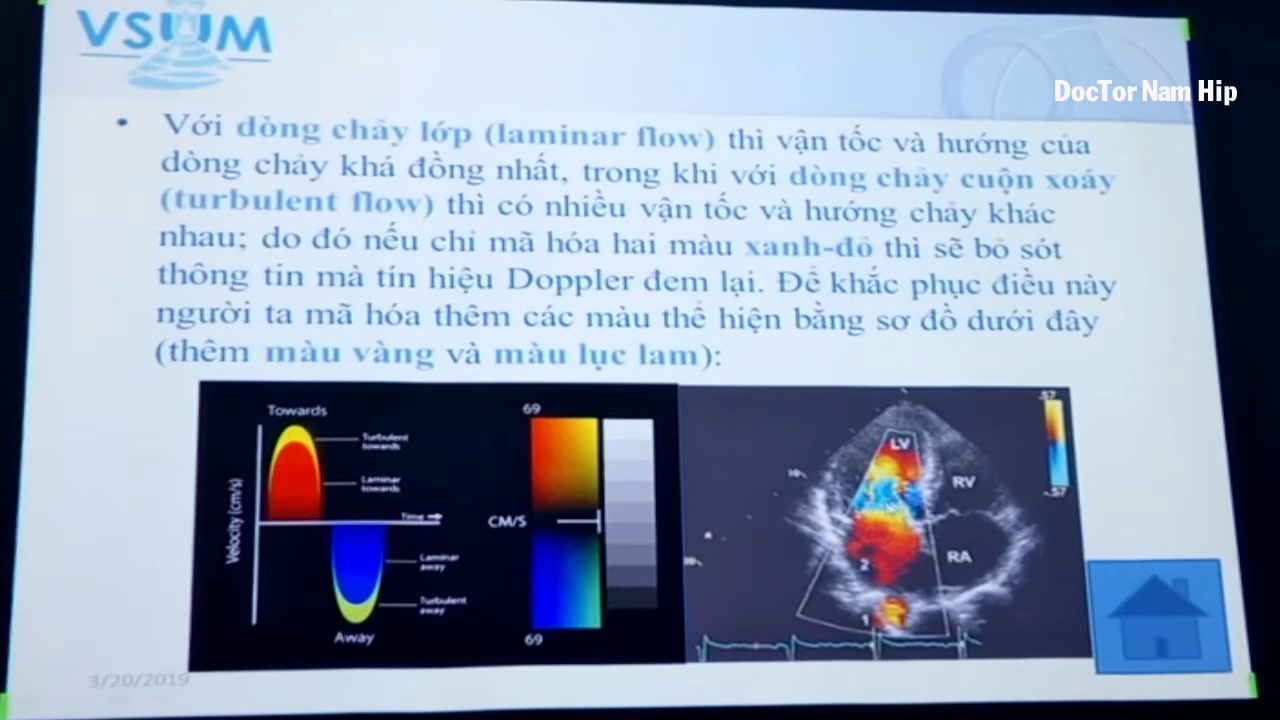 VSUM
DocTor Nam Hip
• Với dòng chảy lớp (laminar flow) thì vận tốc và hướng của
dòng chảy khá đồng nhất, trong khi với dòng chảy cuộn xoáy
(turbulent flow) thì có nhiều vận tốc và hướng chảy khác
nhau; do đó nếu chỉ mã hóa hai màu xanh-đỏ thì sẽ bỏ sót
thông tin mà tín hiệu Doppler đem lại. Để khắc phục điều này
người ta mã hóa thêm các màu thể hiện bằng sơ đồ dưới đây
(thêm màu vàng và màu lục lam):
Towards
Turbulent
towards
Laminar
towards
Velocity (cm/s)
Time
Laminar
away
Turbulent
away
Away
69
CM/S
69
.57
-.57
LV
RV
RA
2
1
3/20/2019